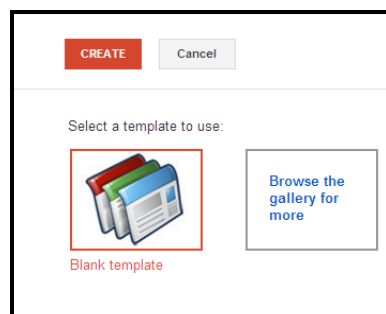 CREATE Cancel
Select a template to use:
Browse the
gallery for
more
Blank template